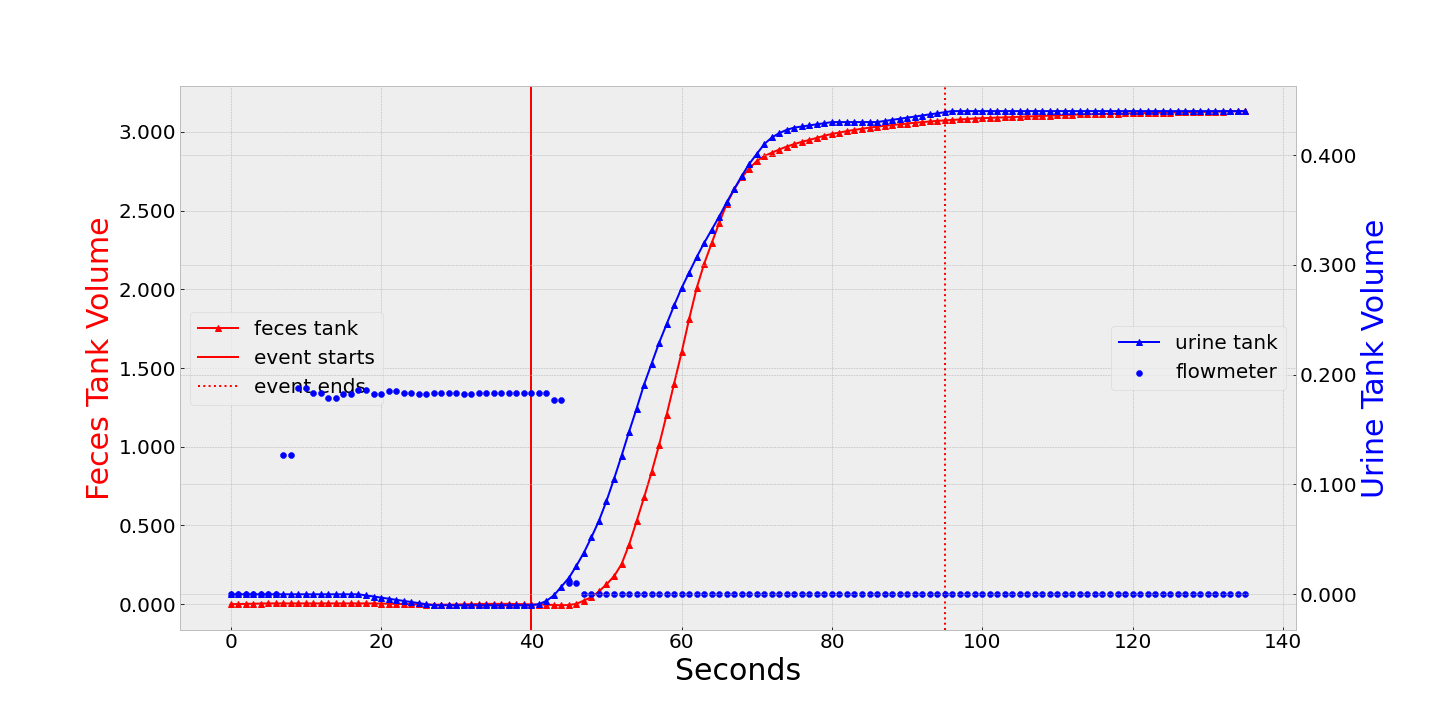 3.000
2.500
2.000
1.500
1.000
0.500
0.000
Feces Tank Volume
feces tank
event starts
event ends
urine tank
flowmeter
0.400
0.300
0.200
0.100
0.000
Urine Tank Volume
0 20 40 60 80 100 120 140
Seconds